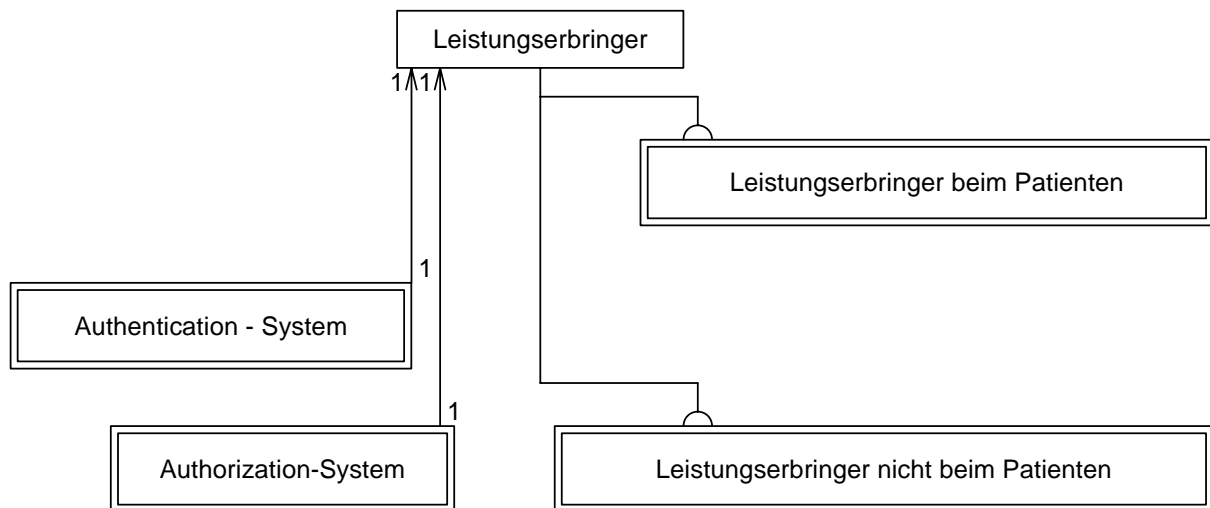 Leistungserbringer
1 1
Leistungserbringer beim Patienten
1
Authentication - System
1
Authorization-System
Leistungserbringer nicht beim Patienten